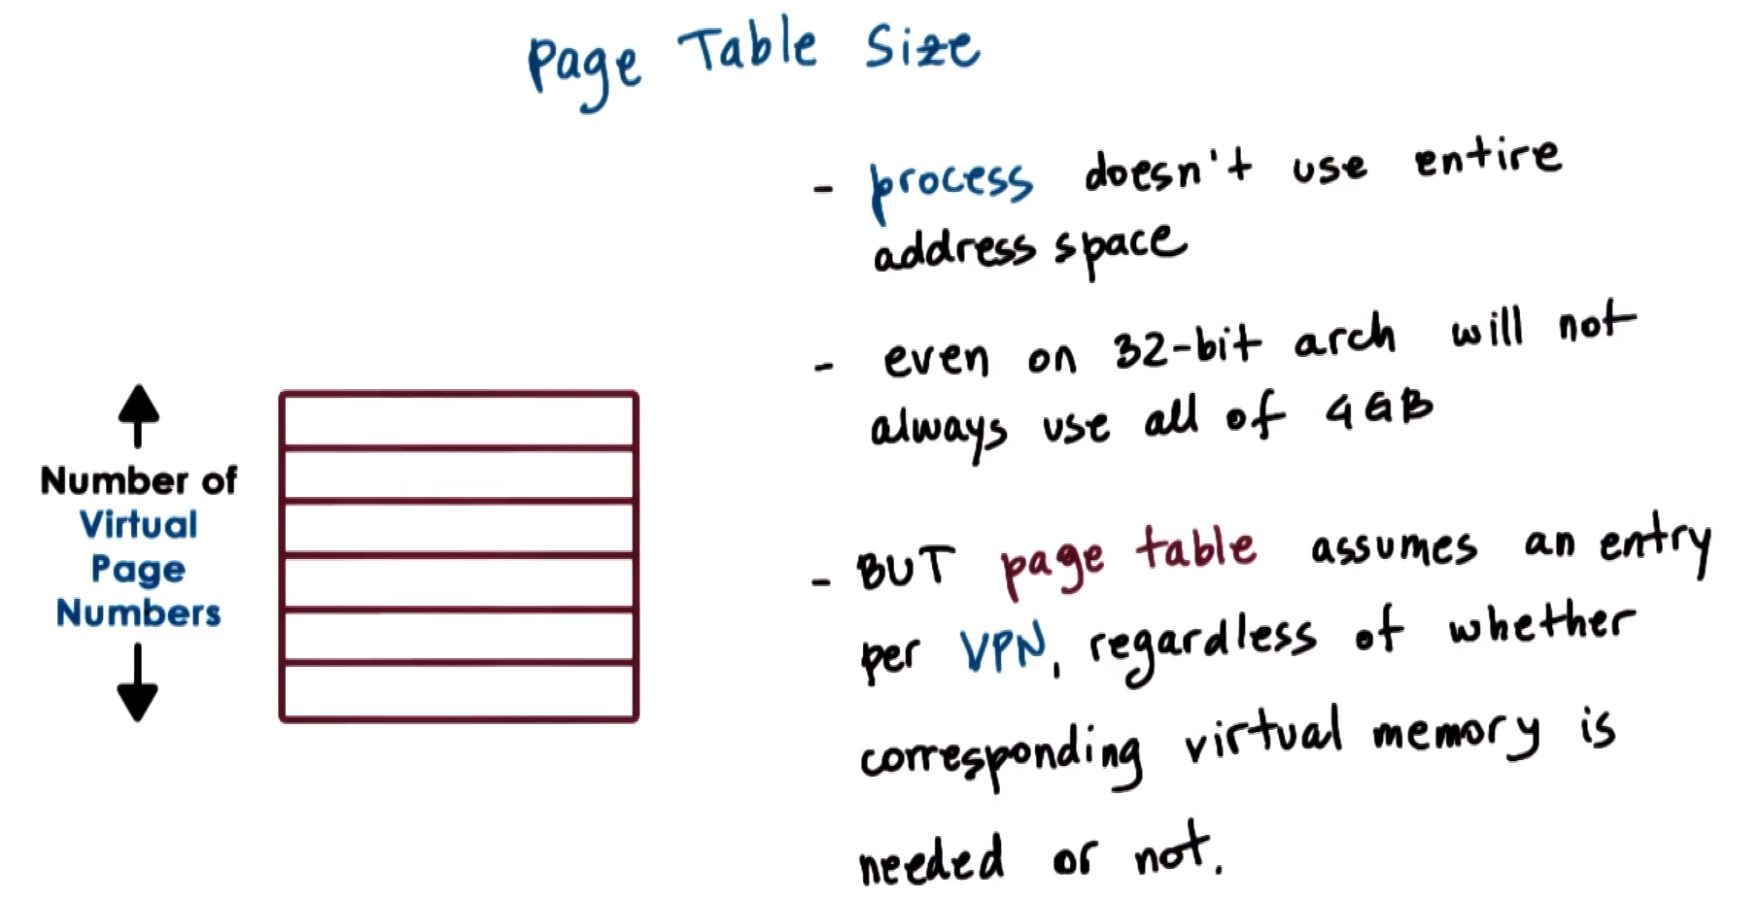 Page Table Size
- process doesn't use entire
address space
- even on 32-bit arch will not
always use all of 4GB
- BUT page table assumes an entry
per VPN, regardless of whether
corresponding virtual memory is
needed or not.
Number of
Virtual
Page
Numbers